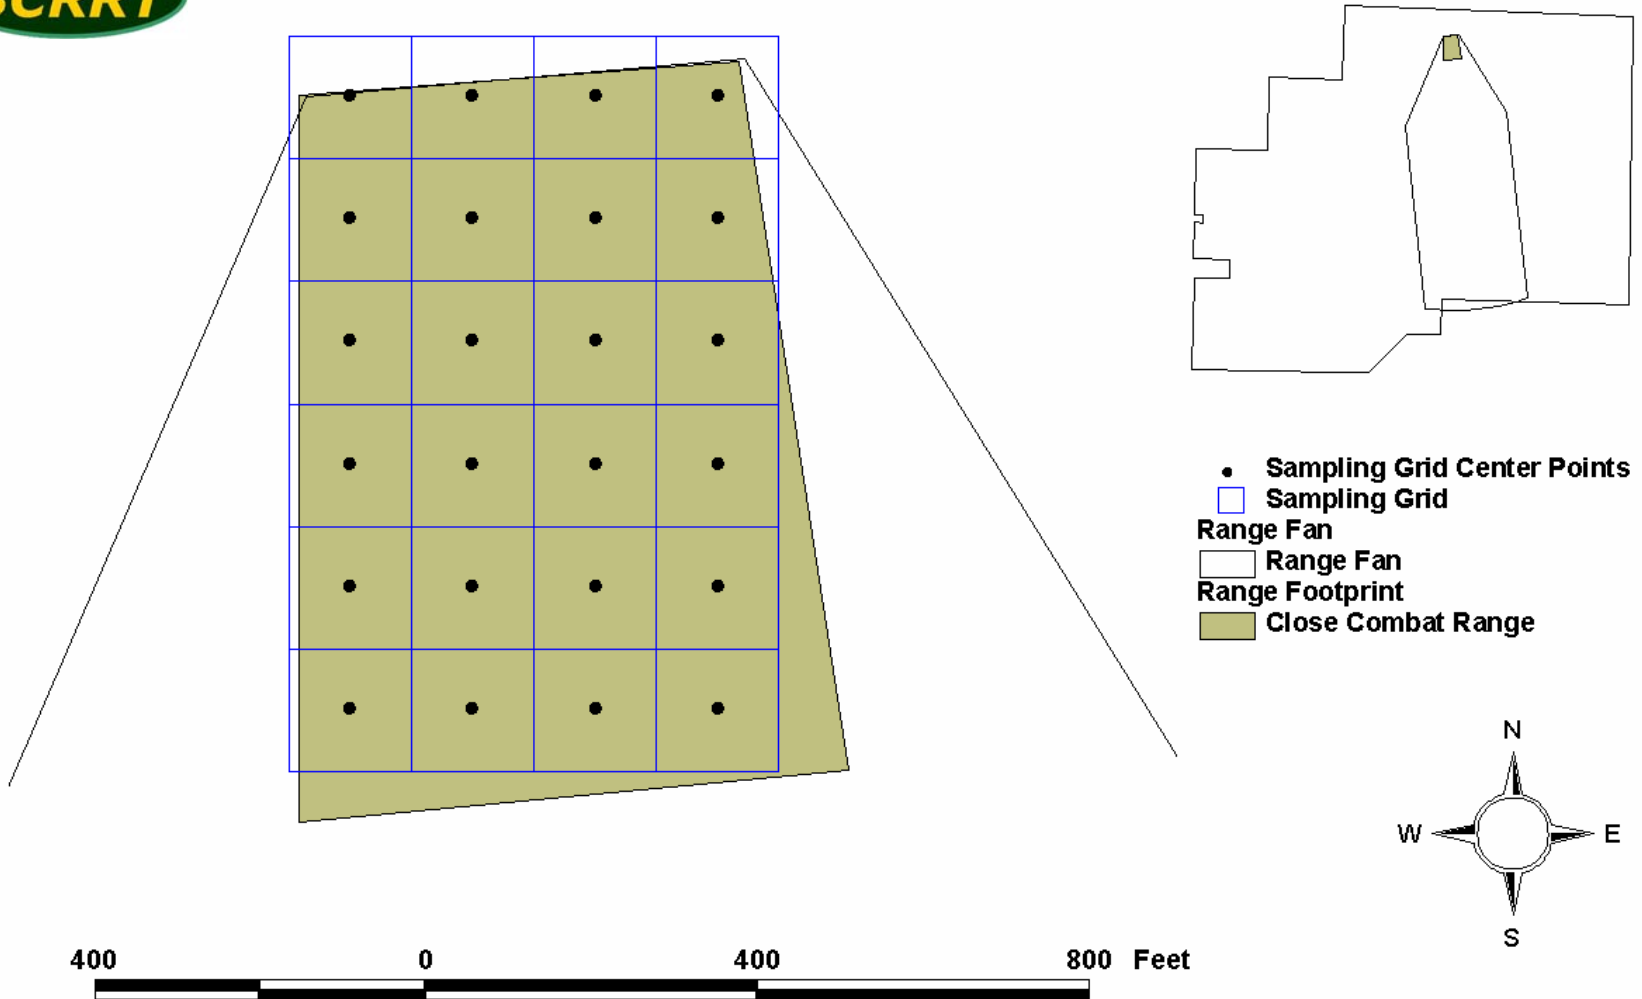 Sampling Grid Center Points
Sampling Grid
Range Fan
Range Fan
Range Footprint
Close Combat Range
N
W E
S
400 0 400 800 Feet